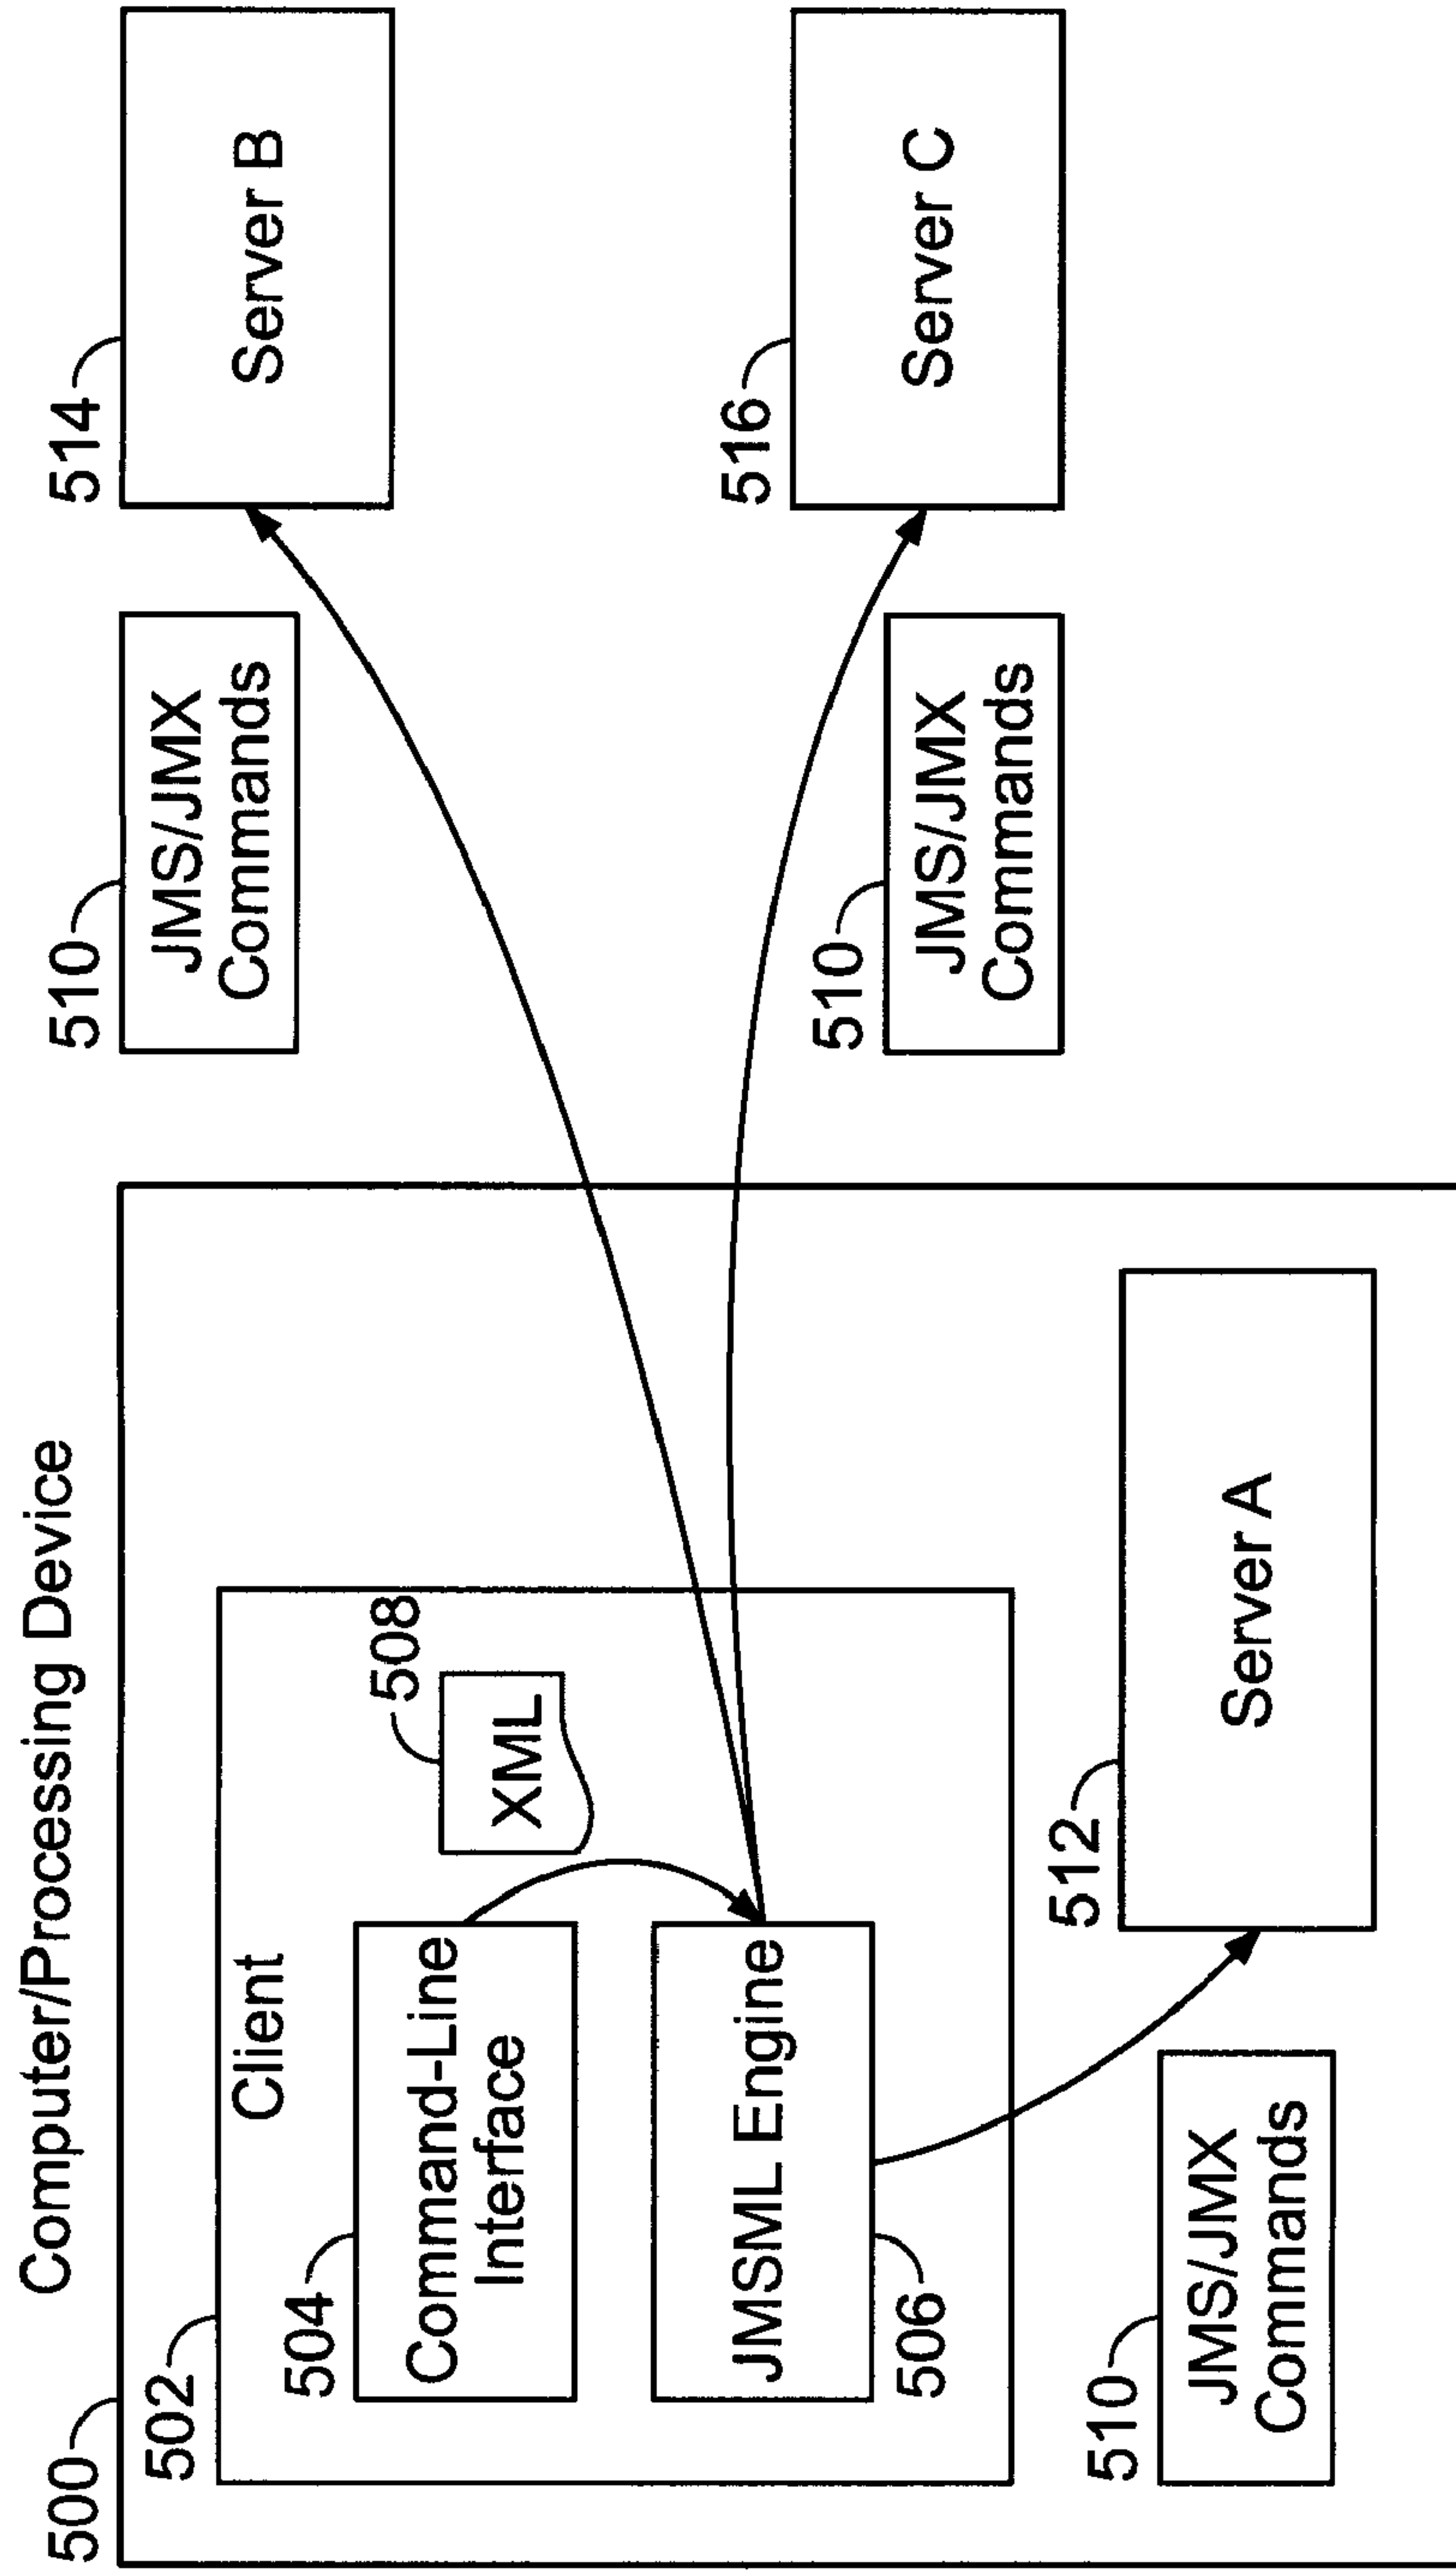 Computer/Processing Device
500
502
Client
504
Command-Line
Interface
508
XML
JMSML Engine
506
510
JMS/JMX
Commands
512
Server A
510
JMS/JMX
Commands
514
Server B
510
JMS/JMX
Commands
516
Server C